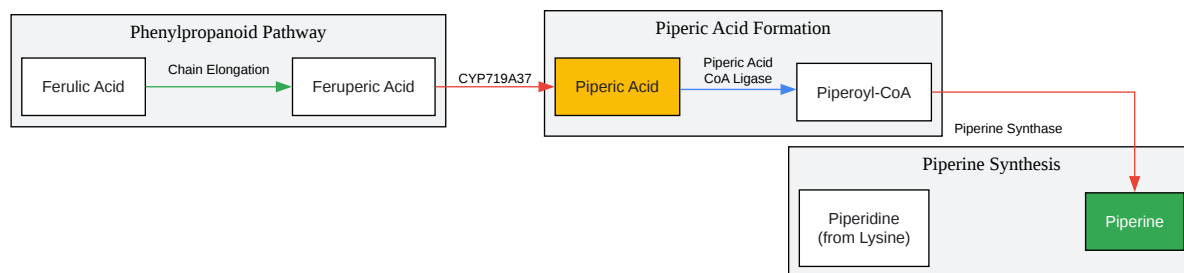 Phenylpropanoid Pathway
Ferulic Acid
Chain Elongation
Feruperic Acid
CYP719A37
Piperic Acid Formation
Piperic Acid
Piperic Acid
CoA Ligase
Piperoyl-CoA
Piperine Synthase
Piperine Synthesis
Piperidine
(from Lysine)
Piperine